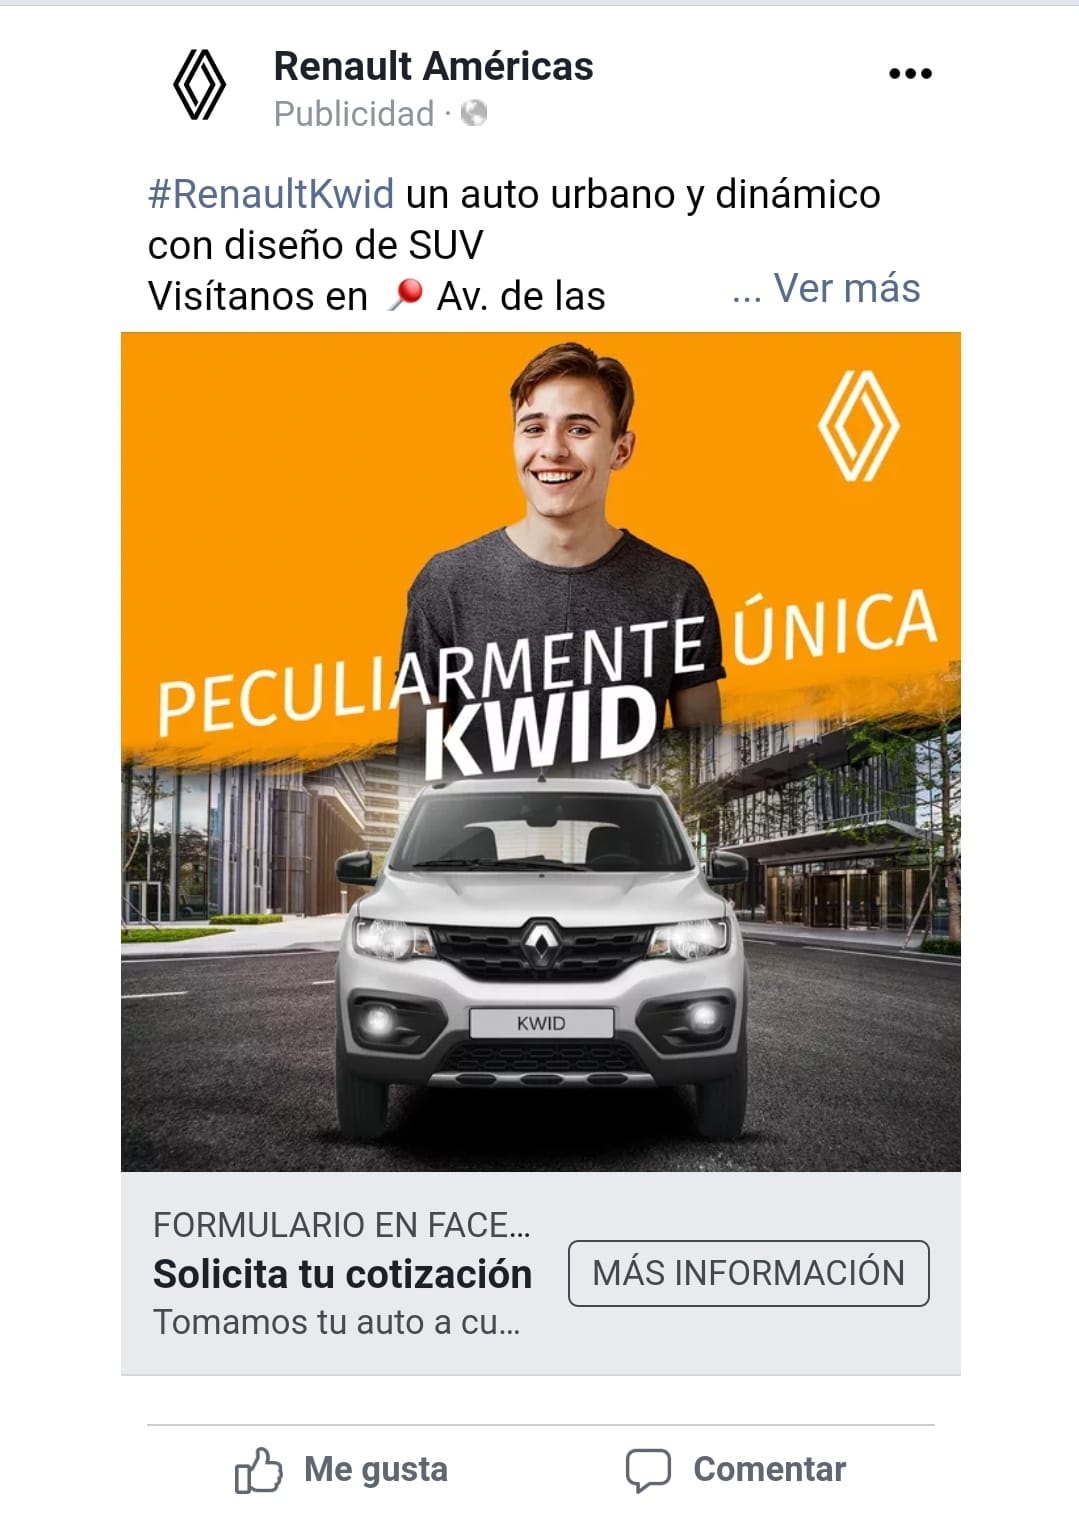 Renault Américas
Publicidad ·
#RenaultKwid un auto urbano y dinámico
con diseño de SUV
Visítanos en 📍 Av. de las
... Ver más
PECULIARMENTE ÚNICA
KWID
KWID
FORMULARIO EN FACE...
Solicita tu cotización
Tomamos tu auto a cu...
MÁS INFORMACIÓN
Me gusta
Comentar